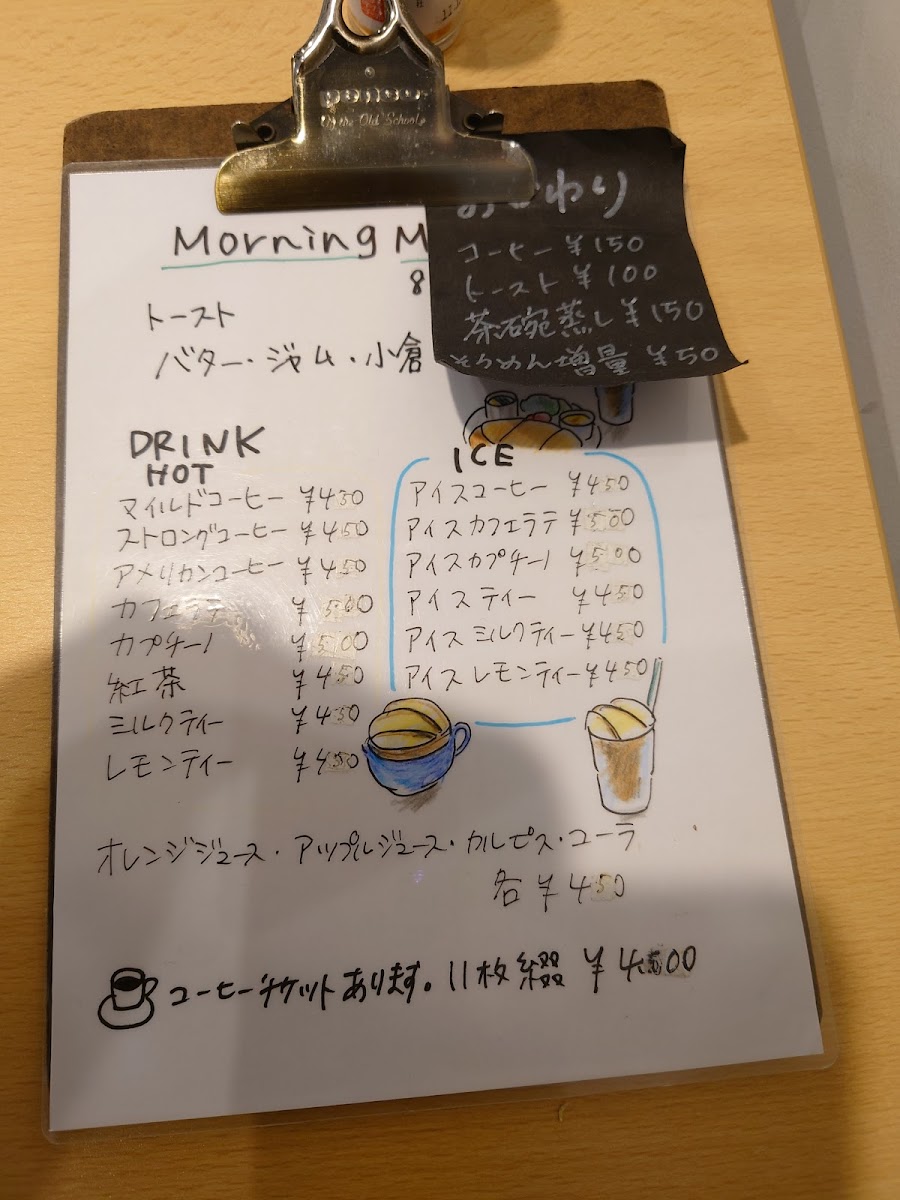 of the Old School
おかわり
コーヒー ¥150
トースト ¥100
茶碗蒸し ¥150
そうめん増量 ¥50
Morning M
8
トースト
バター・ジャム・小倉
DRINK
HOT
マイルドコーヒー ¥450
ストロングコーヒー ¥450
アメリカンコーヒー ¥450
カフェラテ ¥500
カプチーノ ¥500
紅茶 ¥450
ミルクティー ¥450
レモンティー ¥450
ICE
アイスコーヒー ¥450
アイスカフェラテ ¥500
アイスカプチーノ ¥500
アイスティー ¥450
アイスミルクティー ¥450
アイスレモンティー ¥450
オレンジジュース・アップルジュース・カルピス・コーラ
各 ¥450
コーヒーチケットあります。11枚綴 ¥4500